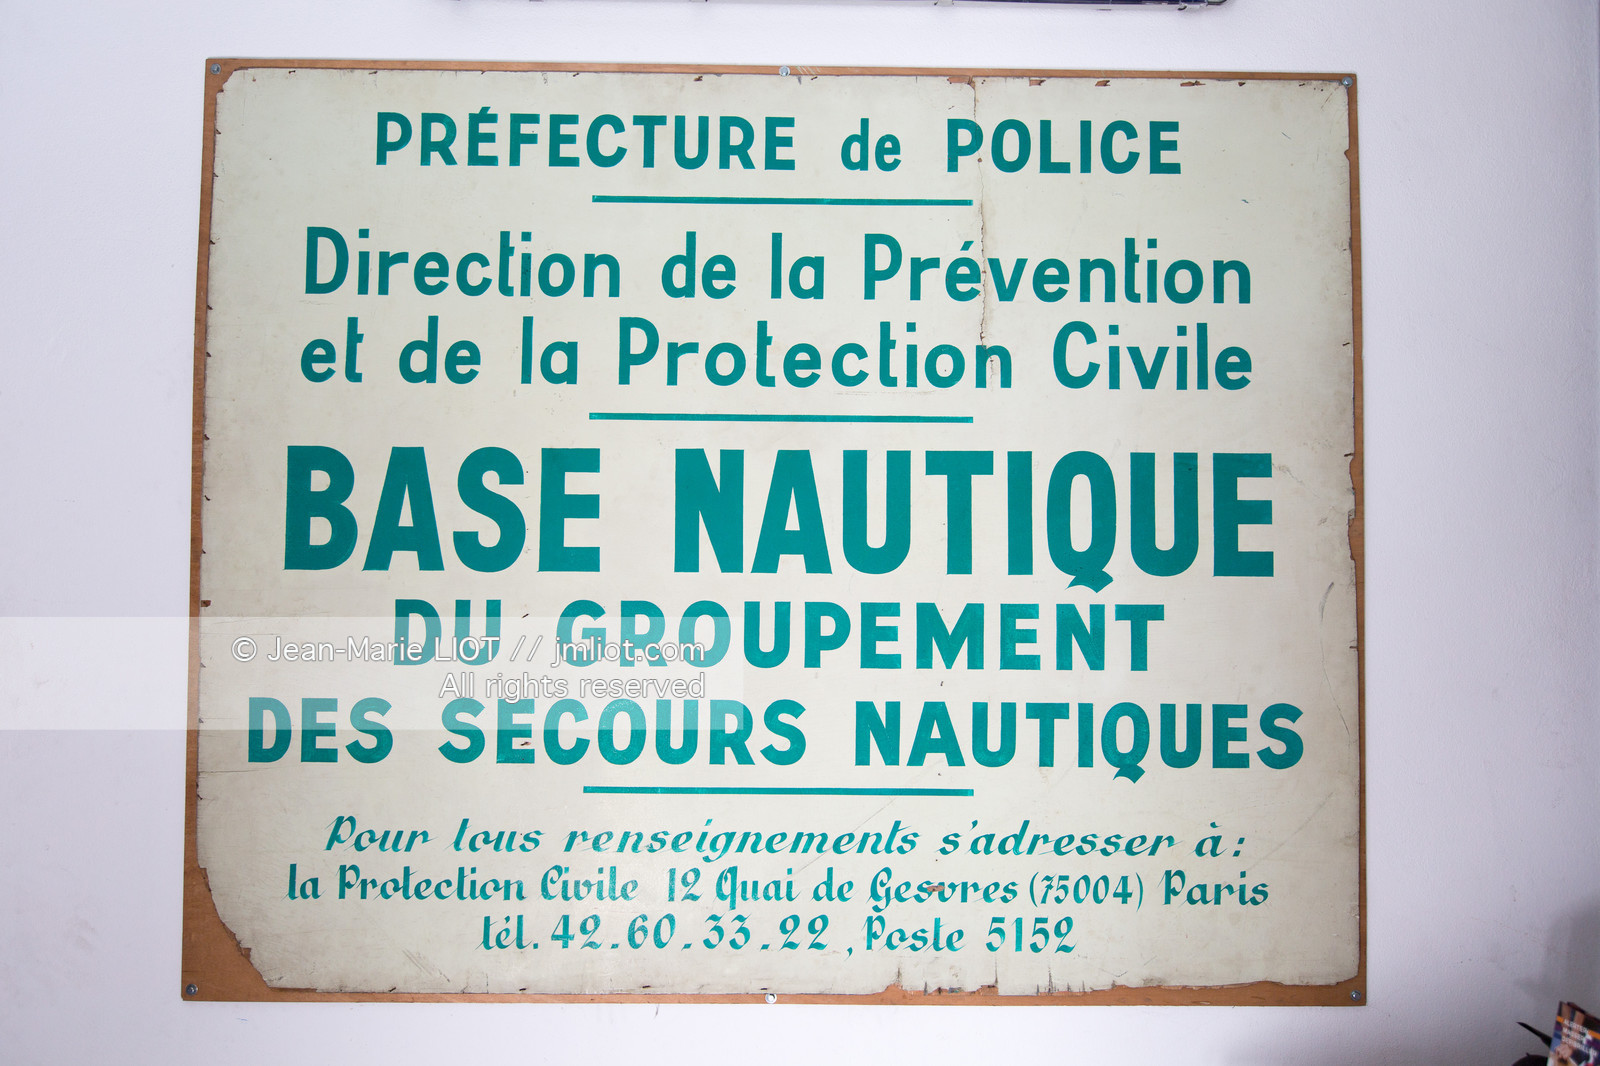 PRÉFECTURE de POLICE
Direction de la Prévention
et de la Protection Civile
BASE NAUTIQUE
DU GROUPEMENT
© Jean-Marie LIOT // jmliot.com
All rights reserved
DES SECOURS NAUTIQUES
Pour tous renseignements s'adresser à :
la Protection Civile 12 Quai de Gesvres (75004) Paris
tél. 42.60.33.22, Poste 5152